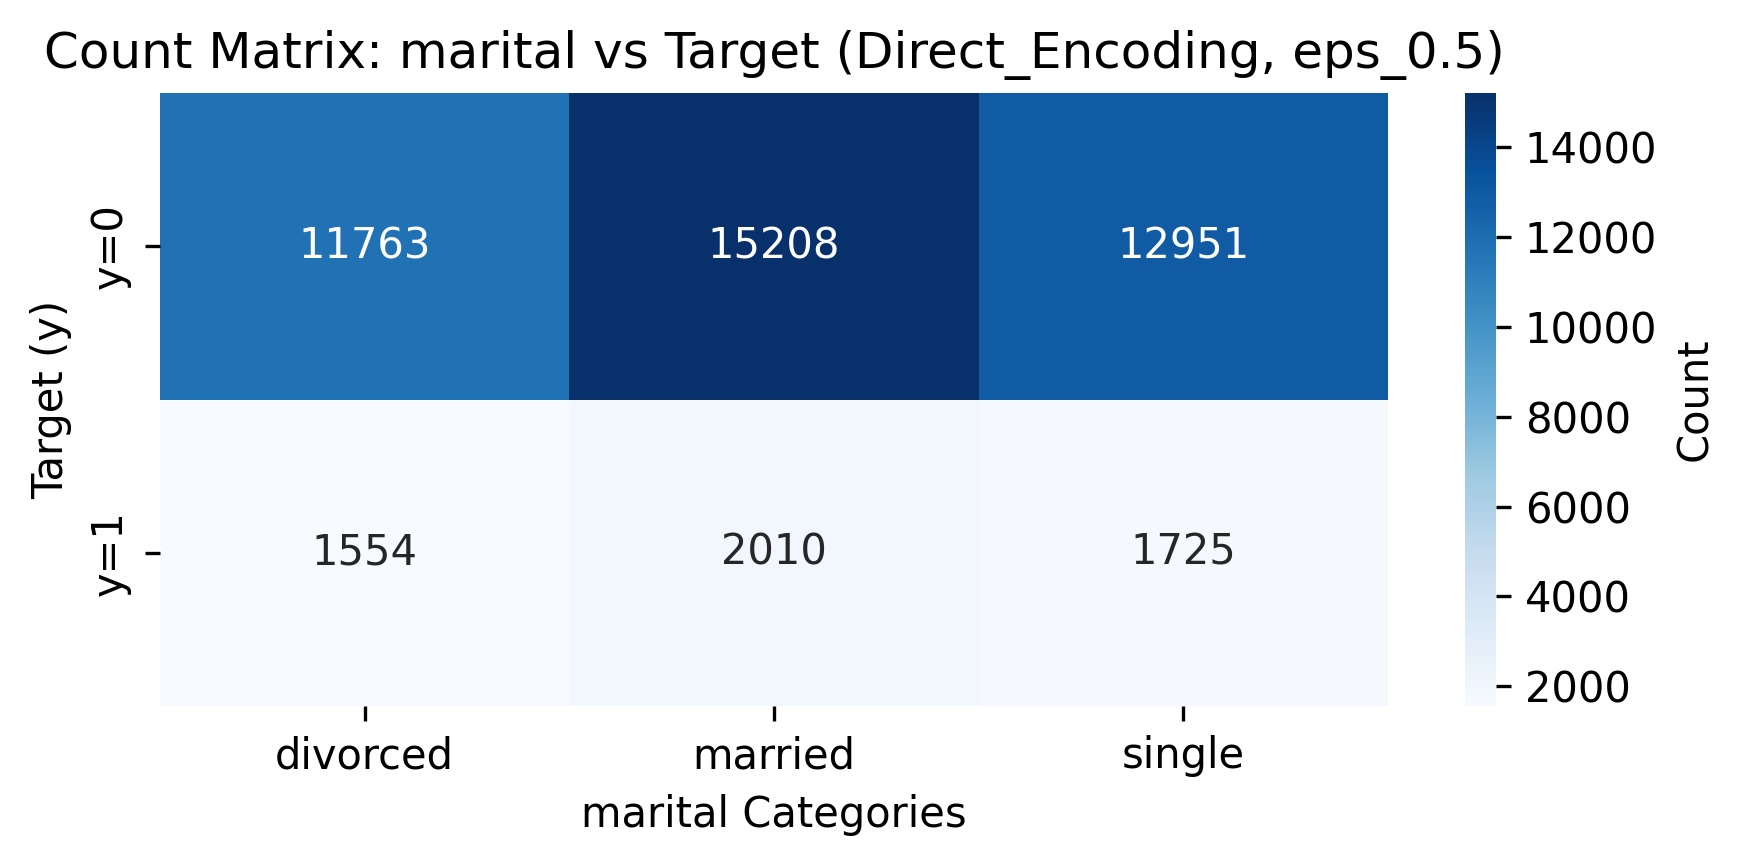 Count Matrix: marital vs Target (Direct_Encoding, eps_0.5)
Target (y)
y=0
11763 15208 12951
y=1
1554 2010 1725
divorced married single
marital Categories
14000
12000
10000
8000
6000
4000
2000
Count